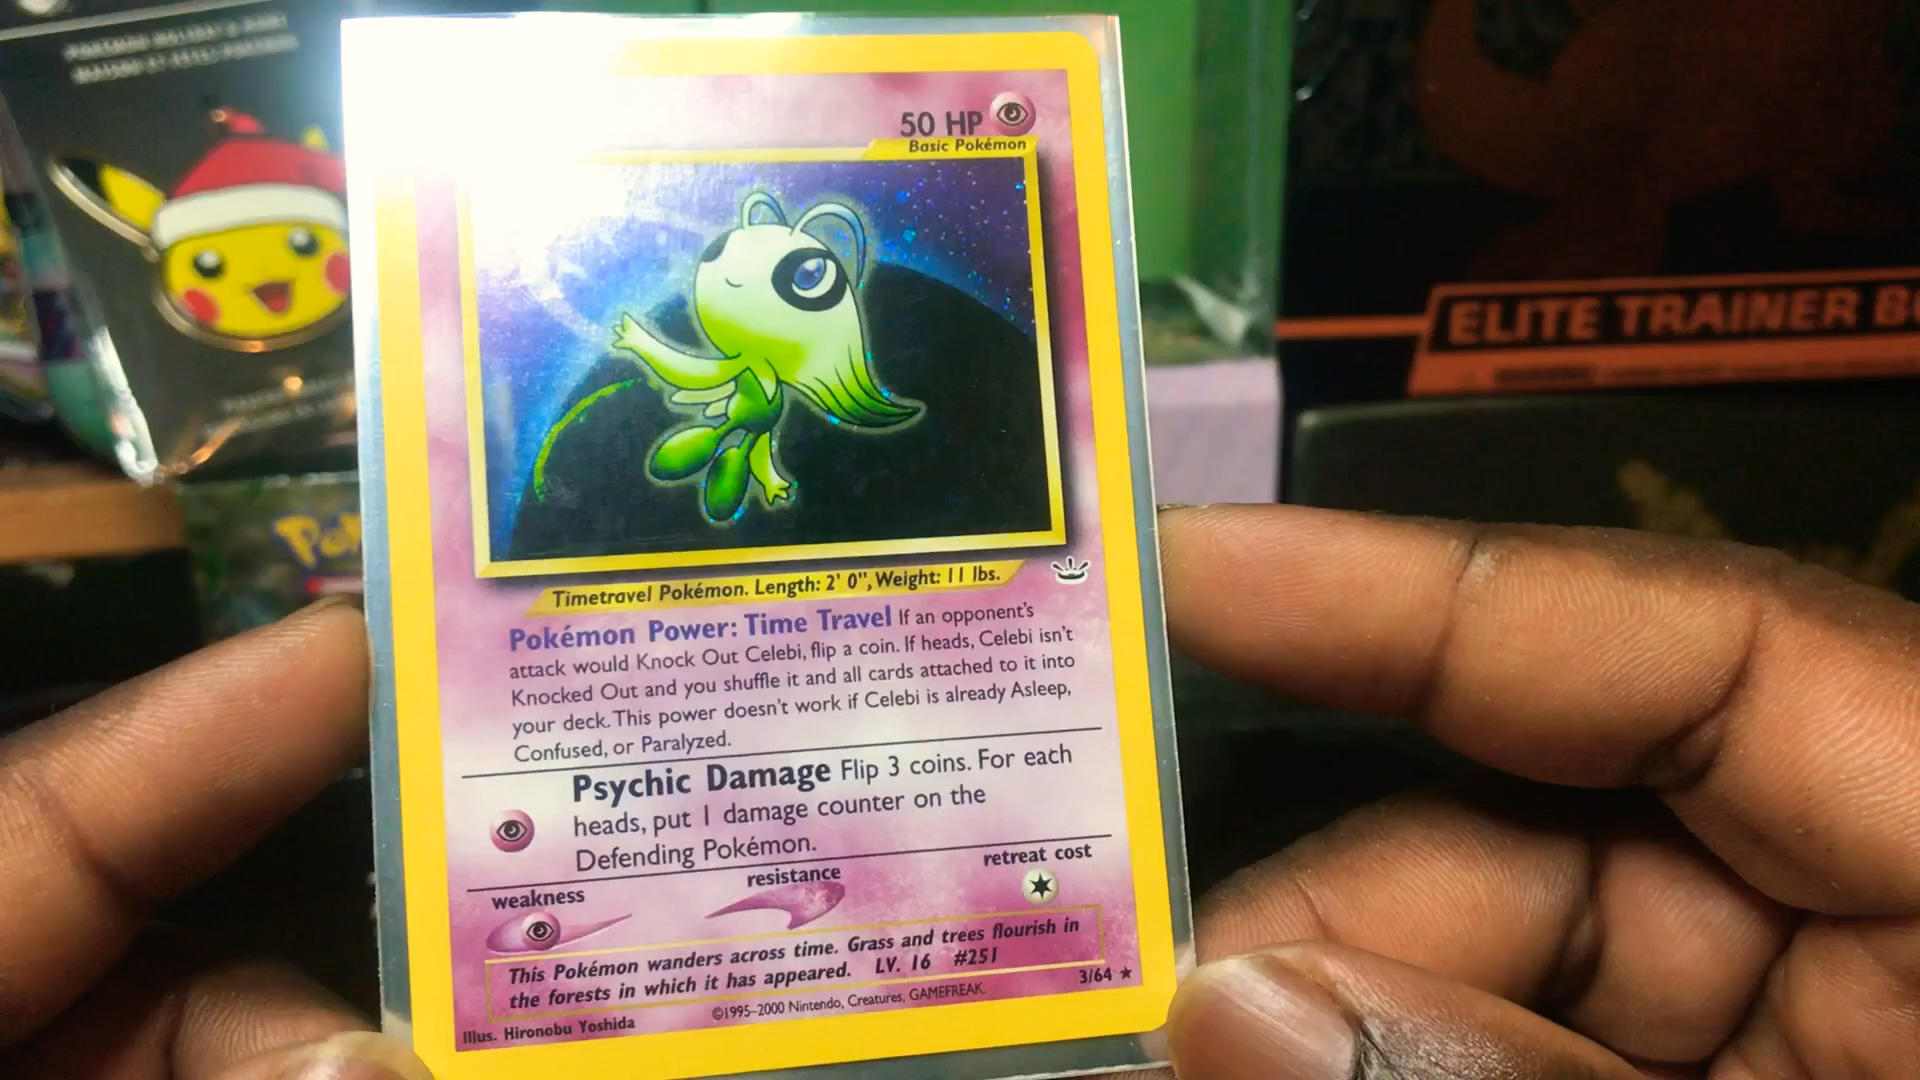 50 HP
Basic Pokémon
ELITE TRAINER
Timetravel Pokémon. Length: 2' 0", Weight: 11 lbs.
Pokémon Power: Time Travel If an opponent's
attack would Knock Out Celebi, flip a coin. If heads, Celebi isn't
Knocked Out and you shuffle it and all cards attached to it into
your deck. This power doesn't work if Celebi is already Asleep,
Confused, or Paralyzed.
Psychic Damage Flip 3 coins. For each
heads, put 1 damage counter on the
Defending Pokémon.
weakness
resistance
retreat cost
This Pokémon wanders across time. Grass and trees flourish in
the forests in which it has appeared. LV. 16 #251
Illus. Hironobu Yoshida
©1995-2000 Nintendo, Creatures, GAMEFREAK.
3/64 ★